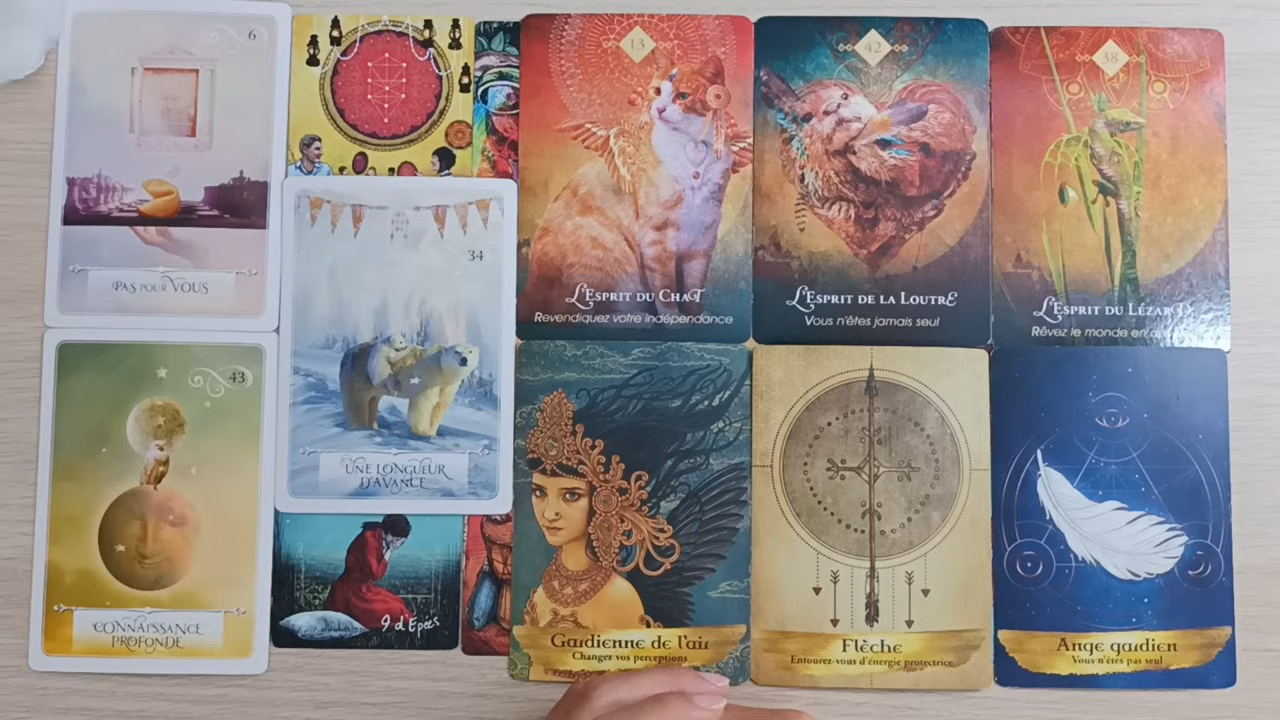 6
PAS POUR VOUS
43
CONNAISSANCE
PROFONDE
34
UNE LONGUEUR
D'AVANCE
9 d'Epées
13
L'ESPRIT DU CHAT
Revendiquez votre indépendance
42
L'ESPRIT DE LA LOUTRE
Vous n'êtes jamais seul
38
L'ESPRIT DU LÉZARD
Rêvez le monde en
Gardienne de l'air
Changez vos perceptions
Flèche
Entourez-vous d'énergie protectrice
Ange gardien
Vous n'êtes pas seul